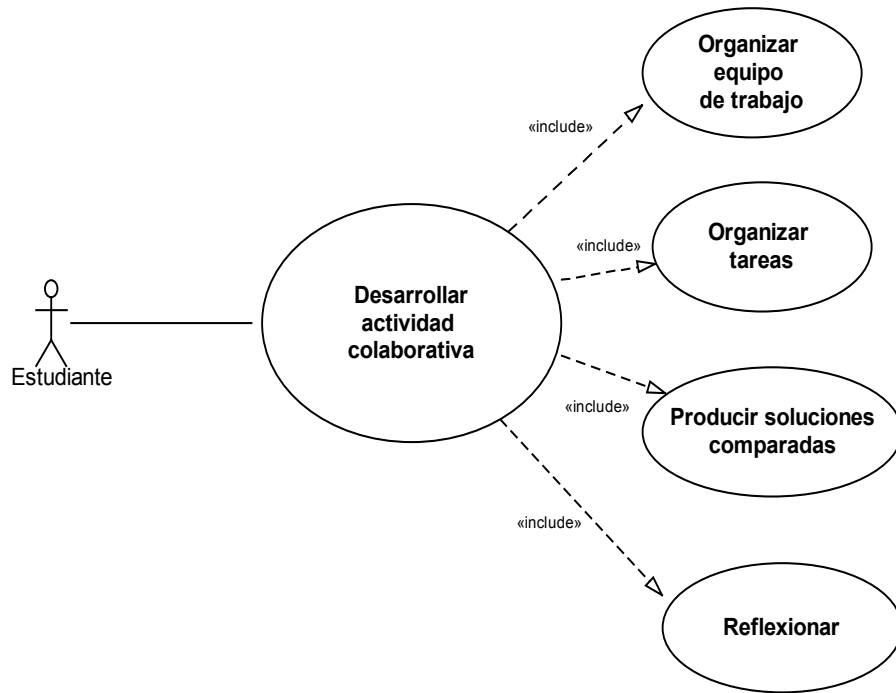 Organizar
equipo
de trabajo
«include»
Organizar
tareas
«include»
Desarrollar
actividad
colaborativa
Estudiante
«include»
Producir soluciones
comparadas
«include»
Reflexionar